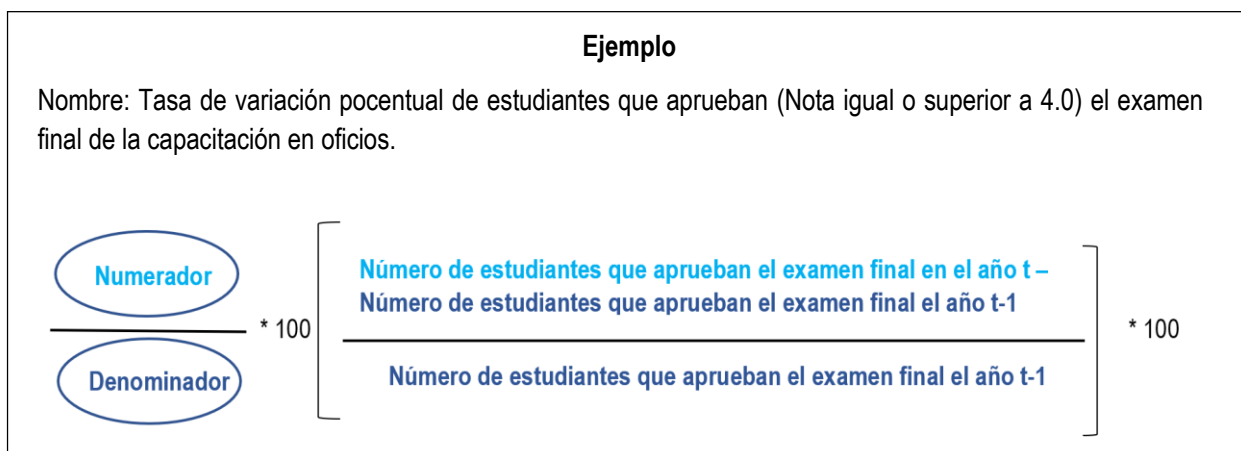 Ejemplo
Nombre: Tasa de variación pocentual de estudiantes que aprueban (Nota igual o superior a 4.0) el examen
final de la capacitación en oficios.
Numerador
Denominador
* 100
Número de estudiantes que aprueban el examen final en el año t –
Número de estudiantes que aprueban el examen final el año t-1
Número de estudiantes que aprueban el examen final el año t-1
* 100